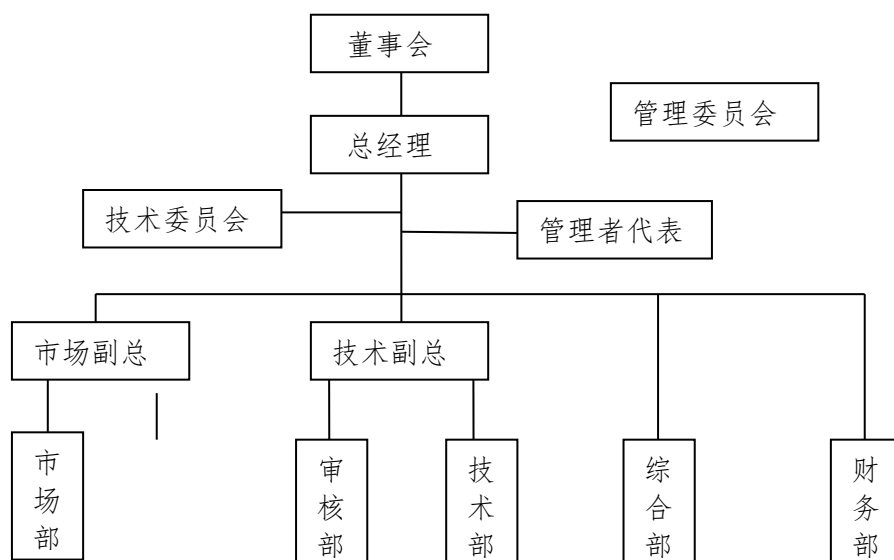 董事会
管理委员会
总经理
技术委员会
管理者代表
市场副总
技术副总
市场部
审核部
技术部
综合部
财务部